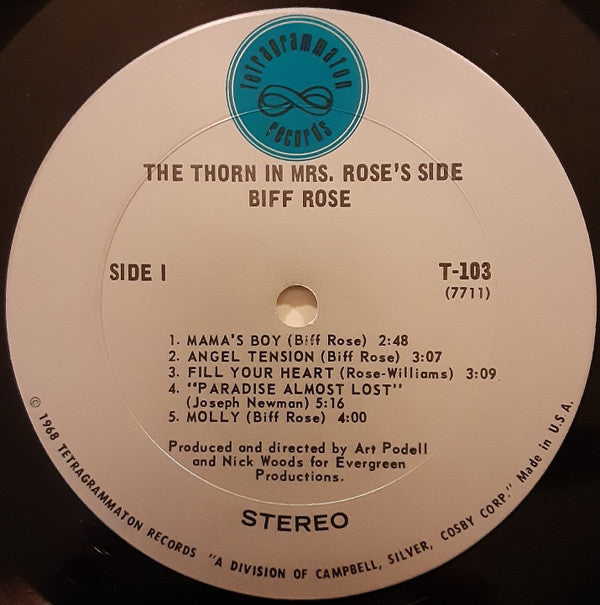 tetragrammaton
records
THE THORN IN MRS. ROSE'S SIDE
BIFF ROSE
SIDE I
T-103
(7711)
1. MAMA'S BOY (Biff Rose) 2:48
2. ANGEL TENSION (Biff Rose) 3:07
3. FILL YOUR HEART (Rose-Williams) 3:09
4. "PARADISE ALMOST LOST"
(Joseph Newman) 5:16
5. MOLLY (Biff Rose) 4:00
Produced and directed by Art Podell
and Nick Woods for Evergreen
Productions.
STEREO
© 1968 TETRAGRAMMATON RECORDS "A DIVISION OF CAMPBELL, SILVER, COSBY CORP." Made in U.S.A.